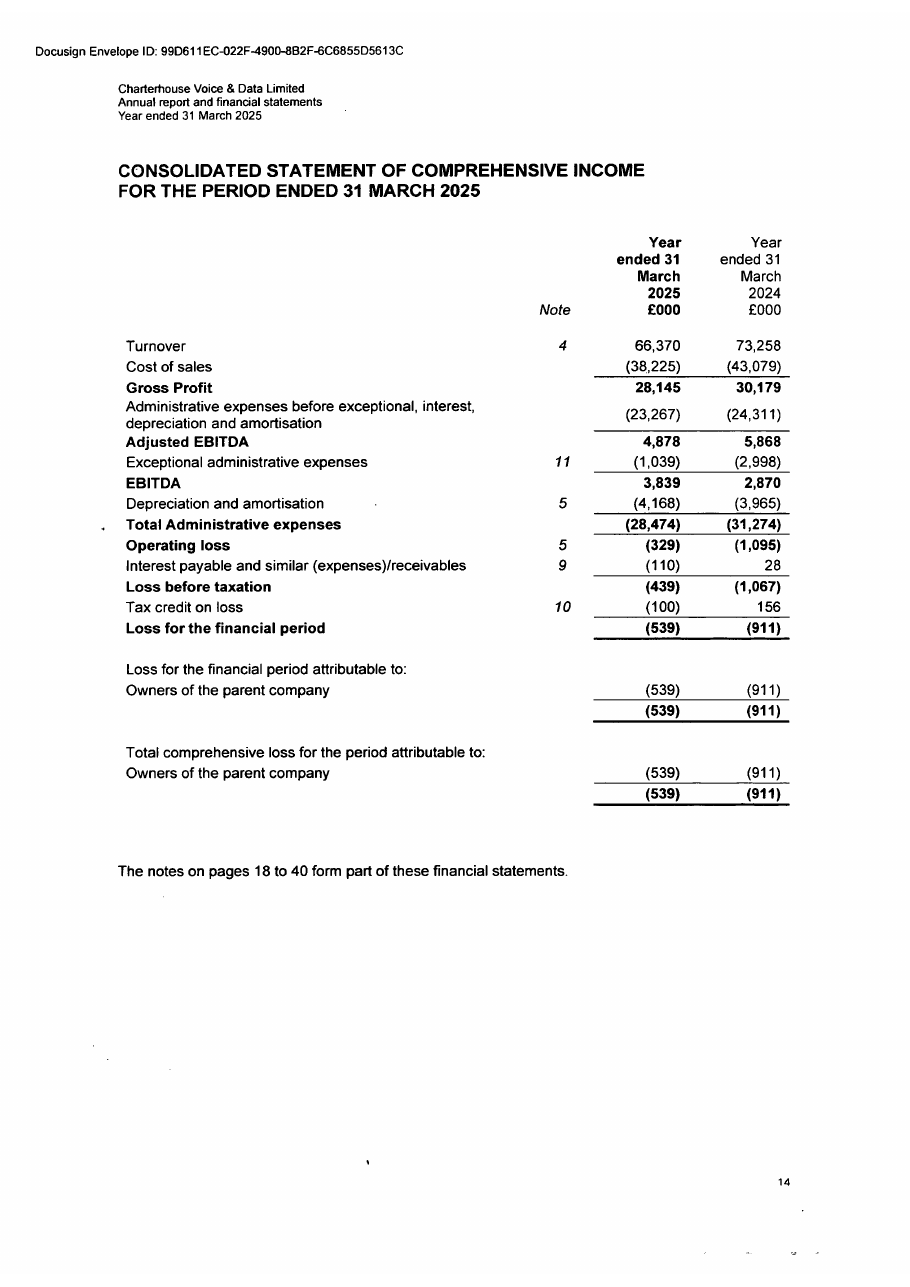 Docusign Envelope ID: 99D611EC-022F-4900-8B2F-6C6855D5613C
Charterhouse Voice & Data Limited
Annual report and financial statements
Year ended 31 March 2025
CONSOLIDATED STATEMENT OF COMPREHENSIVE INCOME
FOR THE PERIOD ENDED 31 MARCH 2025
Year Year
ended 31 ended 31
March March
2025 2024
Note £000 £000
Turnover 4 66,370 73,258
Cost of sales (38,225) (43,079)
Gross Profit 28,145 30,179
Administrative expenses before exceptional, interest,
depreciation and amortisation (23,267) (24,311)
Adjusted EBITDA 4,878 5,868
Exceptional administrative expenses 11 (1,039) (2,998)
EBITDA 3,839 2,870
Depreciation and amortisation 5 (4,168) (3,965)
Total Administrative expenses (28,474) (31,274)
Operating loss 5 (329) (1,095)
Interest payable and similar (expenses)/receivables 9 (110) 28
Loss before taxation (439) (1,067)
Tax credit on loss 10 (100) 156
Loss for the financial period (539) (911)
Loss for the financial period attributable to:
Owners of the parent company (539) (911)
(539) (911)
Total comprehensive loss for the period attributable to:
Owners of the parent company (539) (911)
(539) (911)
The notes on pages 18 to 40 form part of these financial statements.
14